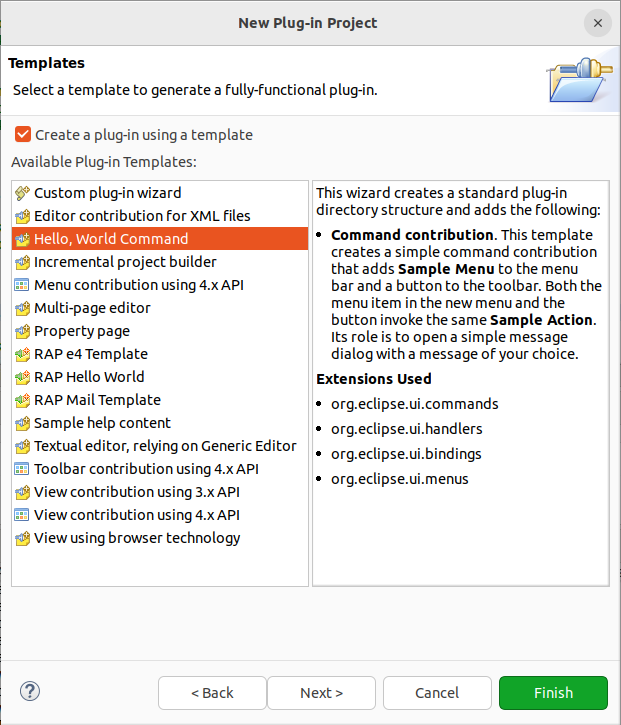 New Plug-in Project
Templates
Select a template to generate a fully-functional plug-in.
Create a plug-in using a template
Available Plug-in Templates:
Custom plug-in wizard
Editor contribution for XML files
Hello, World Command
Incremental project builder
Menu contribution using 4.x API
Multi-page editor
Property page
RAP e4 Template
RAP Hello World
RAP Mail Template
Sample help content
Textual editor, relying on Generic Editor
Toolbar contribution using 4.x API
View contribution using 3.x API
View contribution using 4.x API
View using browser technology
This wizard creates a standard plug-in
directory structure and adds the following:
• Command contribution. This template
creates a simple command contribution
that adds Sample Menu to the menu
bar and a button to the toolbar. Both the
menu item in the new menu and the
button invoke the same Sample Action.
Its role is to open a simple message
dialog with a message of your choice.
Extensions Used
• org.eclipse.ui.commands
• org.eclipse.ui.handlers
• org.eclipse.ui.bindings
• org.eclipse.ui.menus
?
< Back
Next >
Cancel
Finish